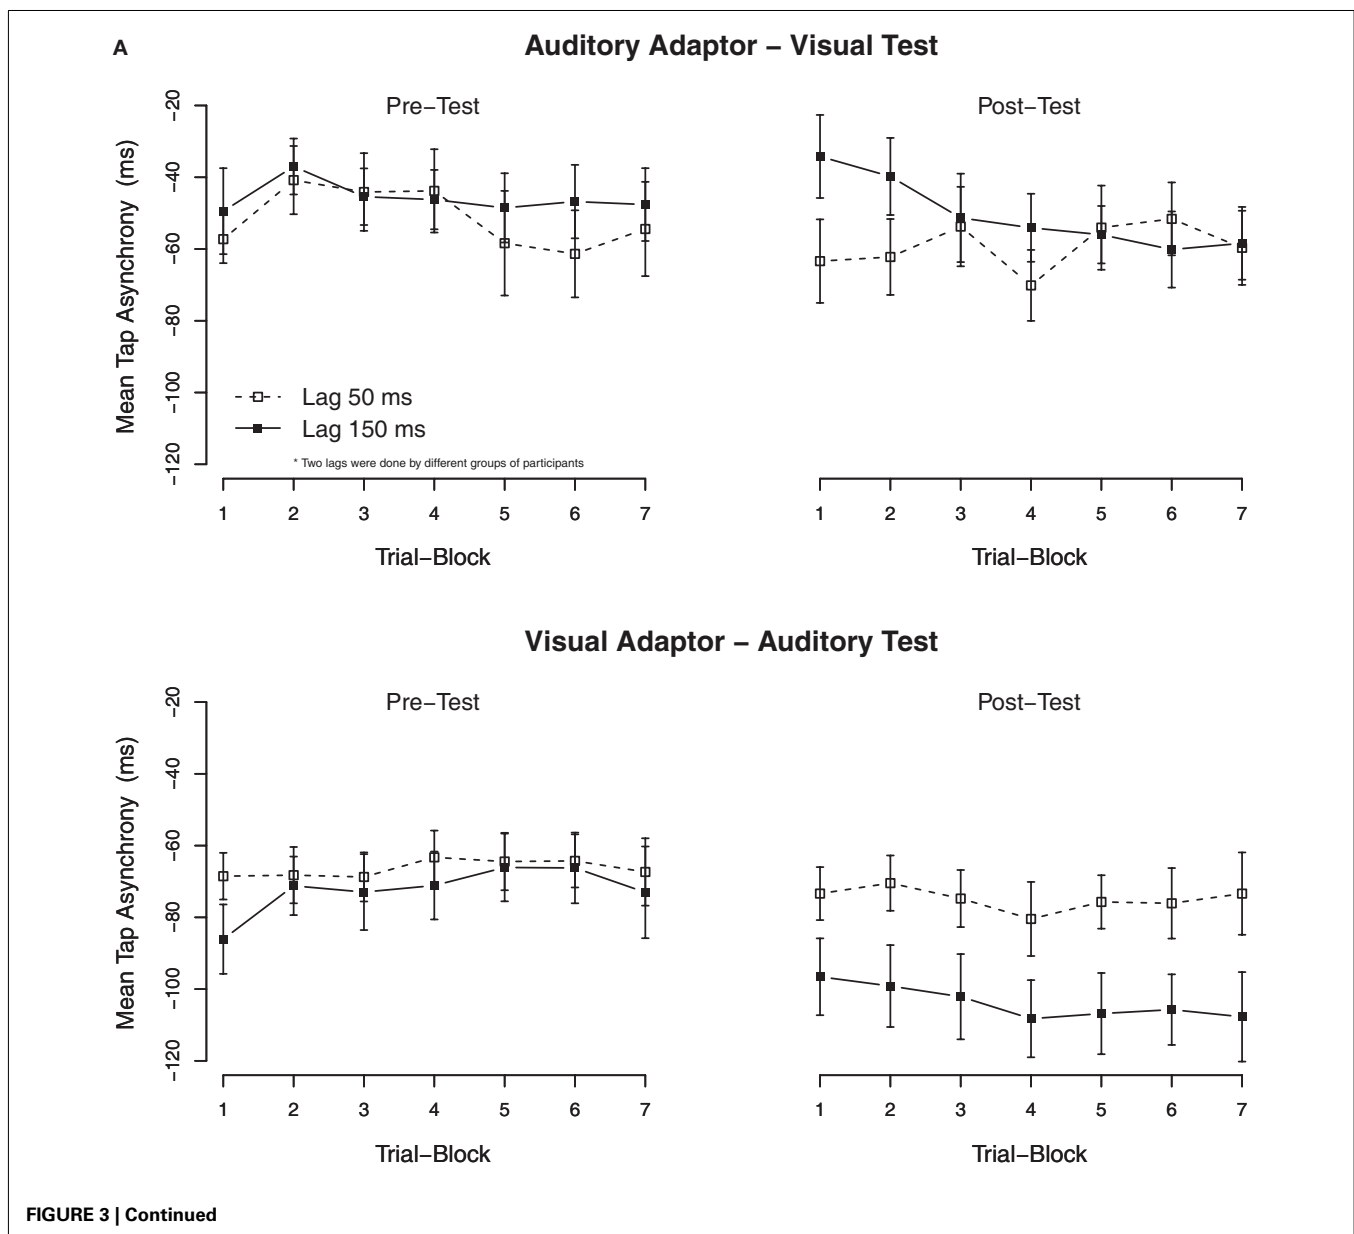 A
Auditory Adaptor – Visual Test
Pre–Test
Post–Test
Mean Tap Asynchrony (ms)
−20
−40
−60
−80
−100
−120
Lag 50 ms
Lag 150 ms
* Two lags were done by different groups of participants
1 2 3 4 5 6 7
1 2 3 4 5 6 7
Trial–Block
Trial–Block
Visual Adaptor – Auditory Test
Pre–Test
Post–Test
Mean Tap Asynchrony (ms)
−20
−40
−60
−80
−100
−120
1 2 3 4 5 6 7
1 2 3 4 5 6 7
Trial–Block
Trial–Block
FIGURE 3 | Continued